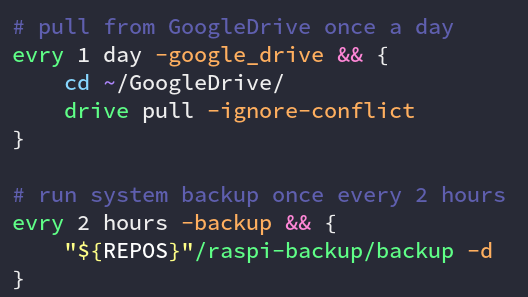 # pull from GoogleDrive once a day
evry 1 day -google_drive && {
    cd ~/GoogleDrive/
    drive pull -ignore-conflict
}

# run system backup once every 2 hours
evry 2 hours -backup && {
    "${REPOS}"/raspi-backup/backup -d
}